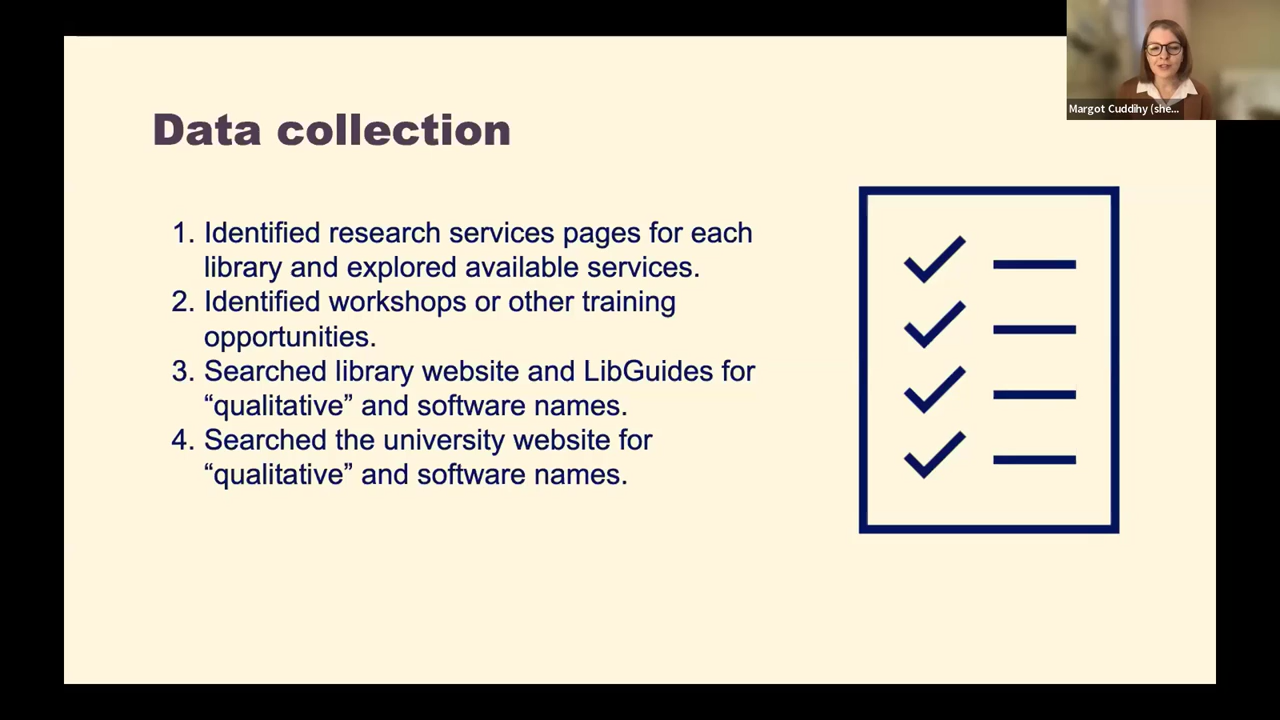 Margot Cuddihy (she...
Data collection
1. Identified research services pages for each
library and explored available services.
2. Identified workshops or other training
opportunities.
3. Searched library website and LibGuides for
“qualitative” and software names.
4. Searched the university website for
“qualitative” and software names.